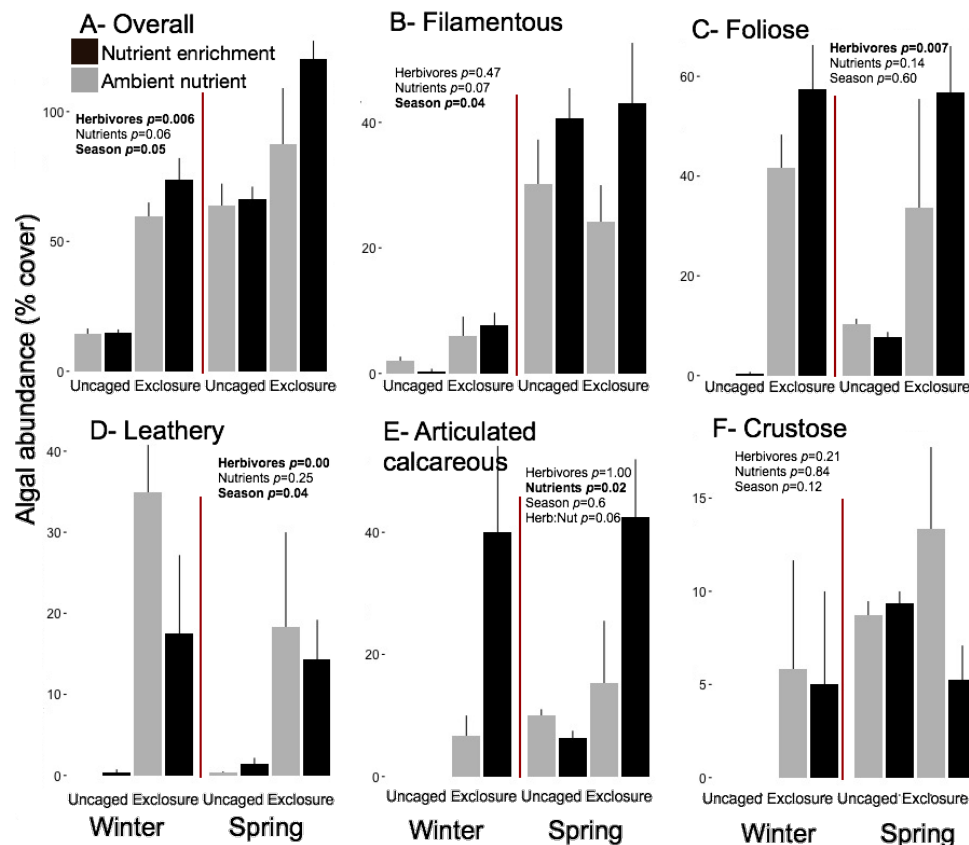 A- Overall
Nutrient enrichment
Ambient nutrient
Herbivores p=0.006
Nutrients p=0.06
Season p=0.05
100
50
0
Uncaged Exclosure
Uncaged Exclosure
B- Filamentous
Herbivores p=0.47
Nutrients p=0.07
Season p=0.04
40
20
0
Uncaged Exclosure
Uncaged Exclosure
C- Foliose
Herbivores p=0.007
Nutrients p=0.14
Season p=0.60
60
40
20
0
Uncaged Exclosure
Uncaged Exclosure
Algal abundance (% cover)
D- Leathery
Herbivores p=0.00
Nutrients p=0.25
Season p=0.04
40
30
20
10
0
Uncaged Exclosure
Uncaged Exclosure
Winter
Spring
E- Articulated
calcareous
Herbivores p=1.00
Nutrients p=0.02
Season p=0.6
Herb:Nut p=0.06
40
20
0
Uncaged Exclosure
Uncaged Exclosure
Winter
Spring
F- Crustose
Herbivores p=0.21
Nutrients p=0.84
Season p=0.12
15
10
5
0
Uncaged Exclosure
Uncaged Exclosure
Winter
Spring